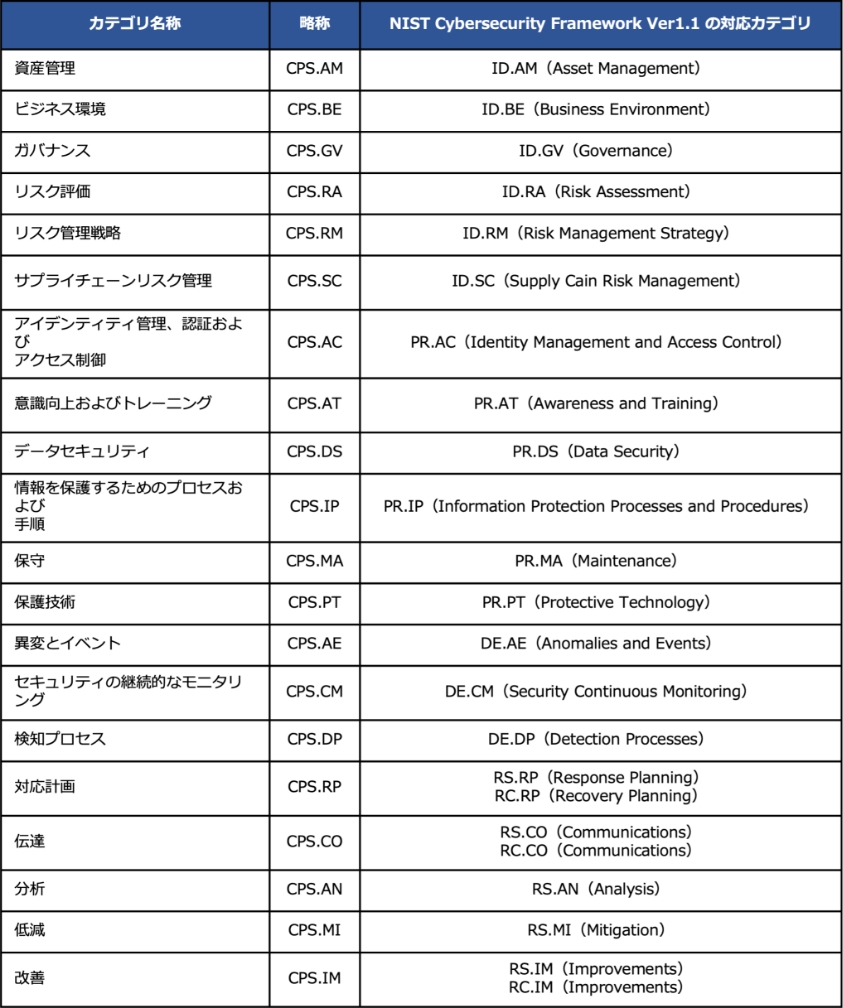 カテゴリ名称 略称 NIST Cybersecurity Framework Ver1.1 の対応カテゴリ
資産管理 CPS.AM ID.AM（Asset Management）
ビジネス環境 CPS.BE ID.BE（Business Environment）
ガバナンス CPS.GV ID.GV（Governance）
リスク評価 CPS.RA ID.RA（Risk Assessment）
リスク管理戦略 CPS.RM ID.RM（Risk Management Strategy）
サプライチェーンリスク管理 CPS.SC ID.SC（Supply Cain Risk Management）
アイデンティティ管理、認証およ
び
アクセス制御
CPS.AC PR.AC（Identity Management and Access Control）
意識向上およびトレーニング CPS.AT PR.AT（Awareness and Training）
データセキュリティ CPS.DS PR.DS（Data Security）
情報を保護するためのプロセスお
よび
手順
CPS.IP PR.IP（Information Protection Processes and Procedures）
保守 CPS.MA PR.MA（Maintenance）
保護技術 CPS.PT PR.PT（Protective Technology）
異変とイベント CPS.AE DE.AE（Anomalies and Events）
セキュリティの継続的なモニタリ
ング
CPS.CM DE.CM（Security Continuous Monitoring）
検知プロセス CPS.DP DE.DP（Detection Processes）
対応計画 CPS.RP RS.RP（Response Planning）
RC.RP（Recovery Planning）
伝達 CPS.CO RS.CO（Communications）
RC.CO（Communications）
分析 CPS.AN RS.AN（Analysis）
低減 CPS.MI RS.MI（Mitigation）
改善 CPS.IM RS.IM（Improvements）
RC.IM（Improvements）